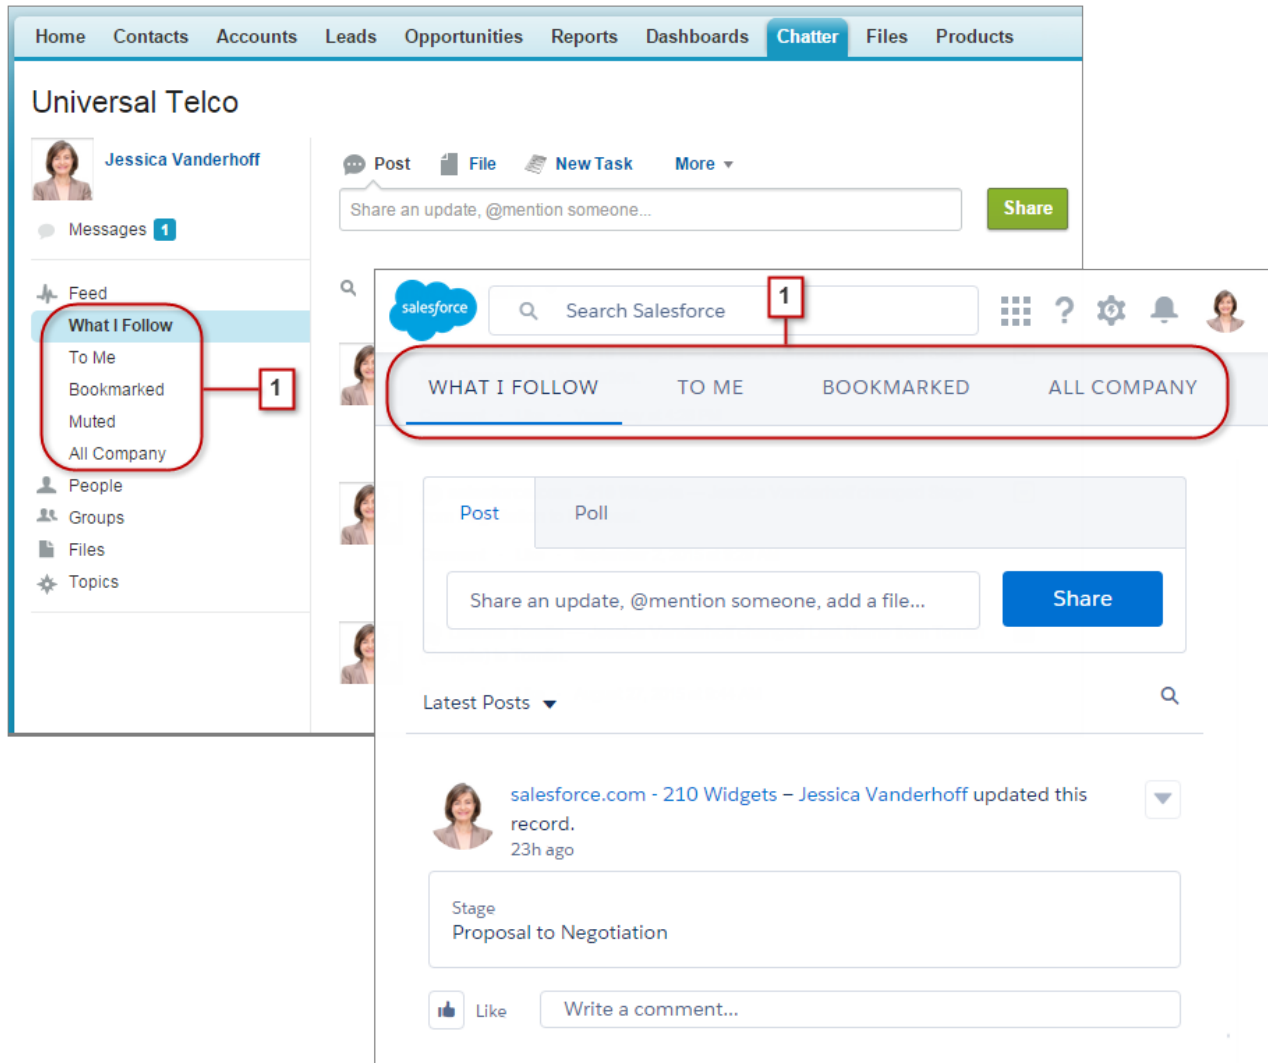 Home Contacts Accounts Leads Opportunities Reports Dashboards Chatter Files Products
Universal Telco
Jessica Vanderhoff
Messages 1
Feed
What I Follow
To Me
Bookmarked
Muted
All Company
1
People
Groups
Files
Topics
Post File New Task More
Share an update, @mention someone...
Share
salesforce
Search Salesforce
1
?
WHAT I FOLLOW TO ME BOOKMARKED ALL COMPANY
Post Poll
Share an update, @mention someone, add a file...
Share
Latest Posts
salesforce.com - 210 Widgets – Jessica Vanderhoff updated this
record.
23h ago
Stage
Proposal to Negotiation
Like
Write a comment...